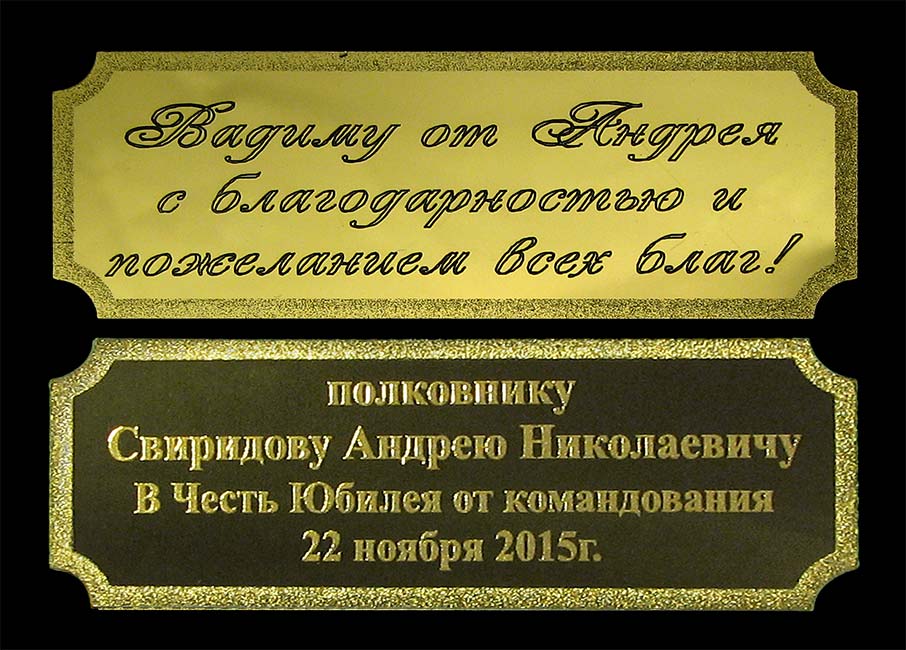 Вадиму от Андрея
с благодарностью и
пожеланием всех благ!
полковнику
Свиридову Андрею Николаевичу
В Честь Юбилея от командования
22 ноября 2015г.